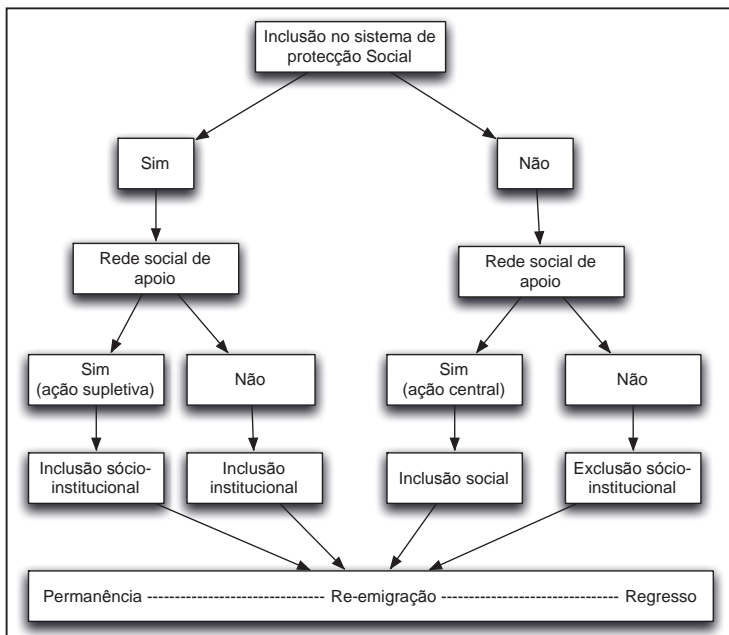 Inclusão no sistema de
protecção Social
Sim
Não
Rede social de
apoio
Rede social de
apoio
Sim
(ação supletiva)
Não
Sim
(ação central)
Não
Inclusão sócio-
institucional
Inclusão
institucional
Inclusão social
Exclusão sócio-
institucional
Permanência ---------------------------- Re-emigração ----------------------------- Regresso